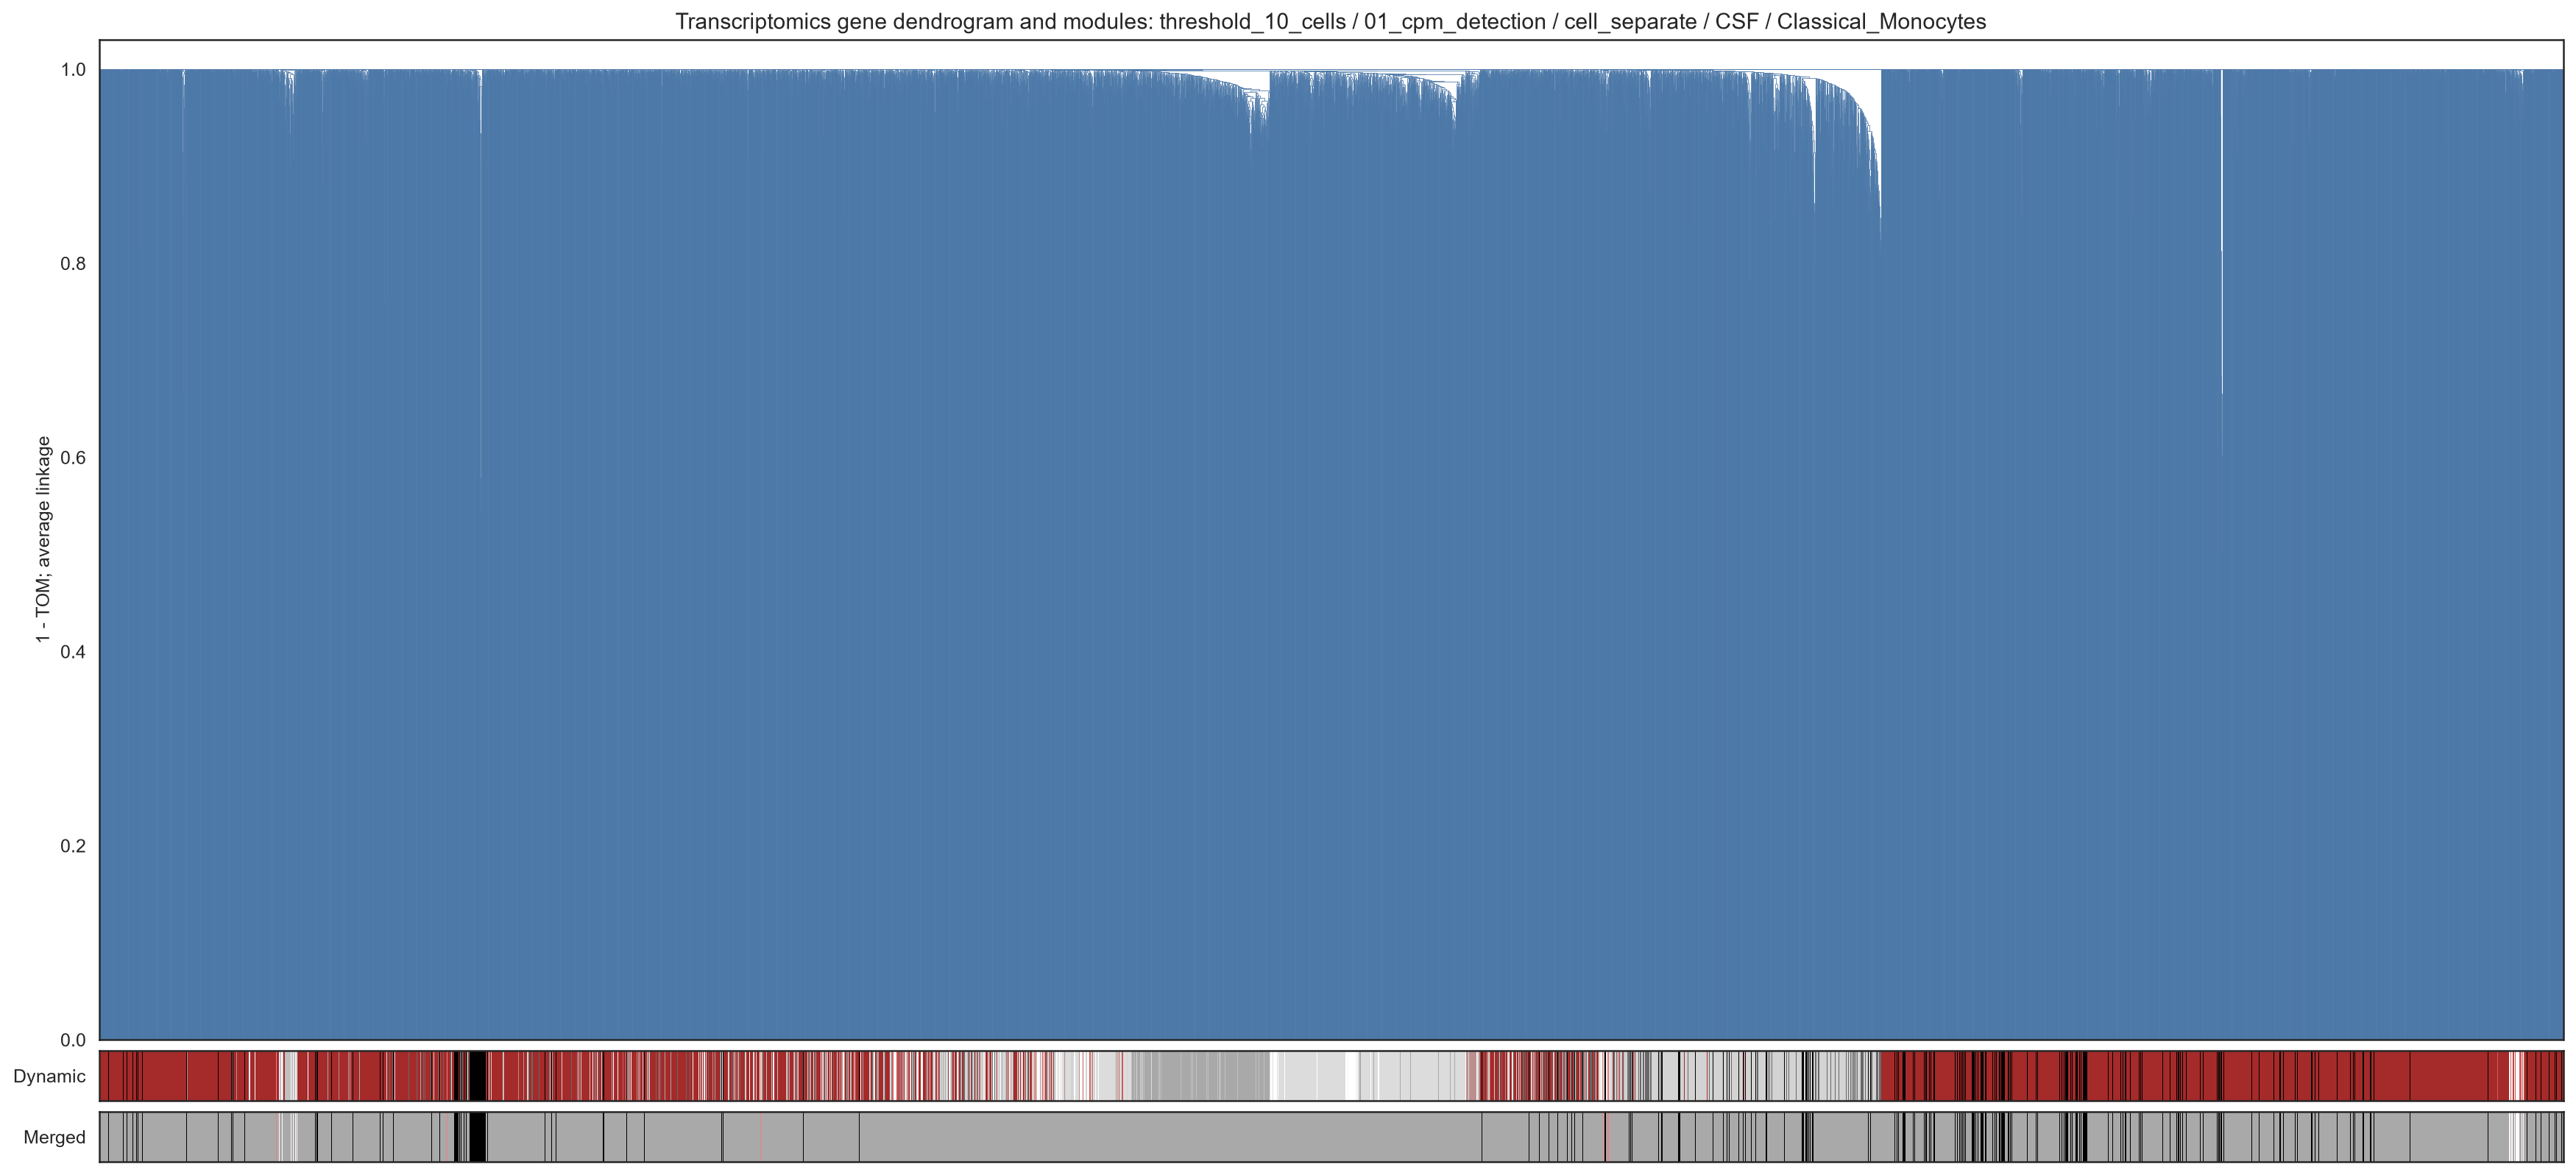 Transcriptomics gene dendrogram and modules: threshold_10_cells / 01_cpm_detection / cell_separate / CSF / Classical_Monocytes
1.0
0.8
0.6
0.4
0.2
0.0
1 - TOM; average linkage
Dynamic
Merged